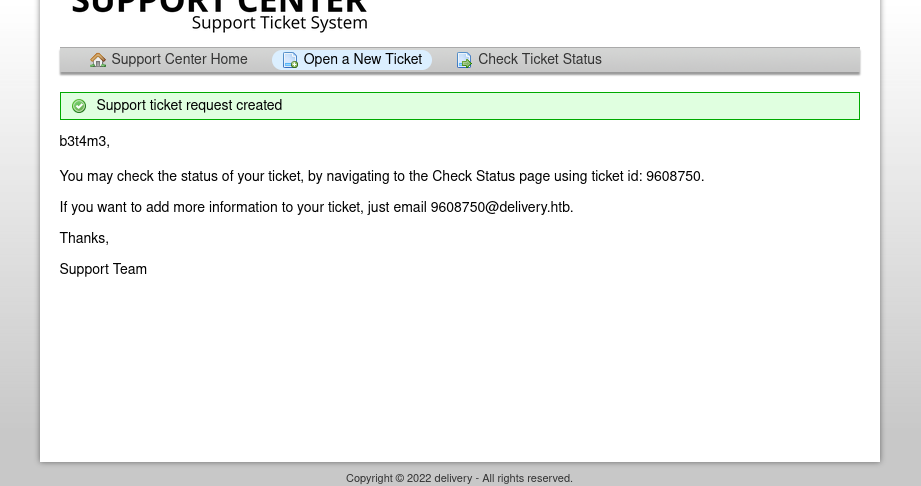 SUPPORT CENTER
Support Ticket System
Support Center Home Open a New Ticket Check Ticket Status
Support ticket request created
b3t4m3,
You may check the status of your ticket, by navigating to the Check Status page using ticket id: 9608750.
If you want to add more information to your ticket, just email 9608750@delivery.htb.
Thanks,
Support Team
Copyright © 2022 delivery - All rights reserved.